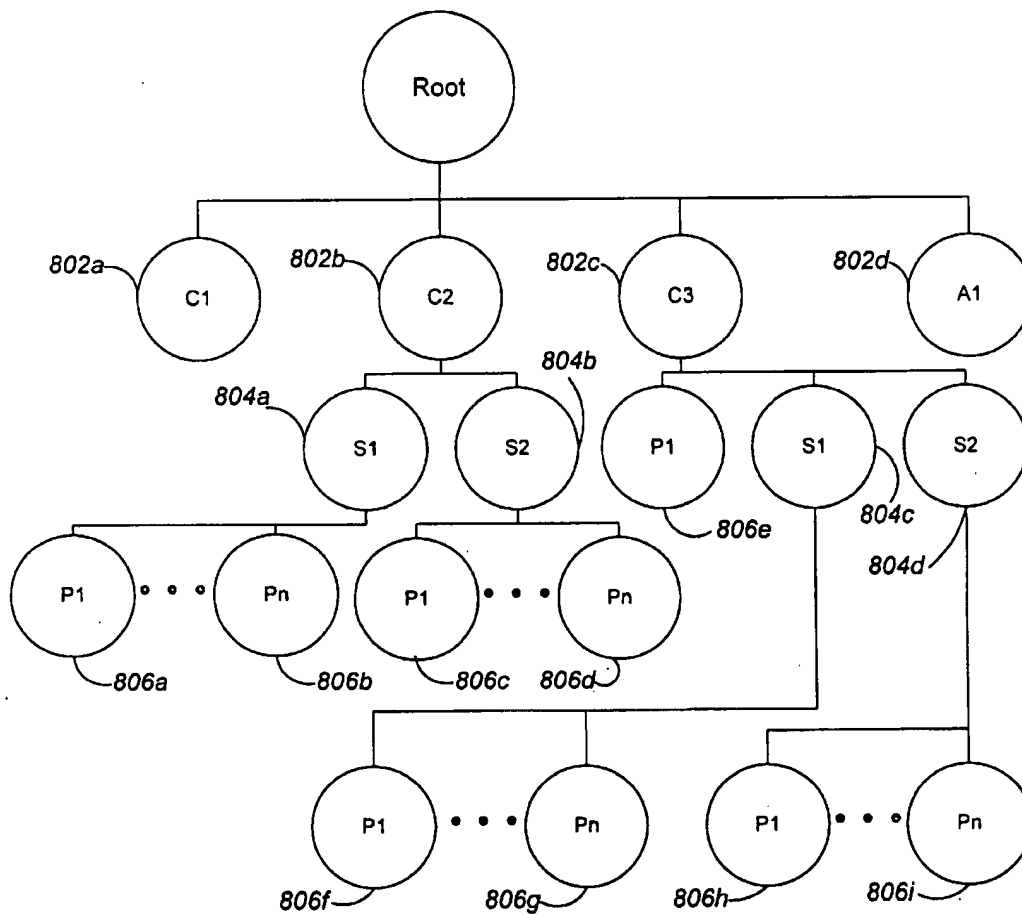 Root
802a
802b
802c
802d
C1
C2
C3
A1
804a
804b
S1
S2
P1
S1
S2
806e
804c
804d
P1
Pn
P1
Pn
806a
806b
806c
806d
P1
Pn
P1
Pn
806f
806g
806h
806i